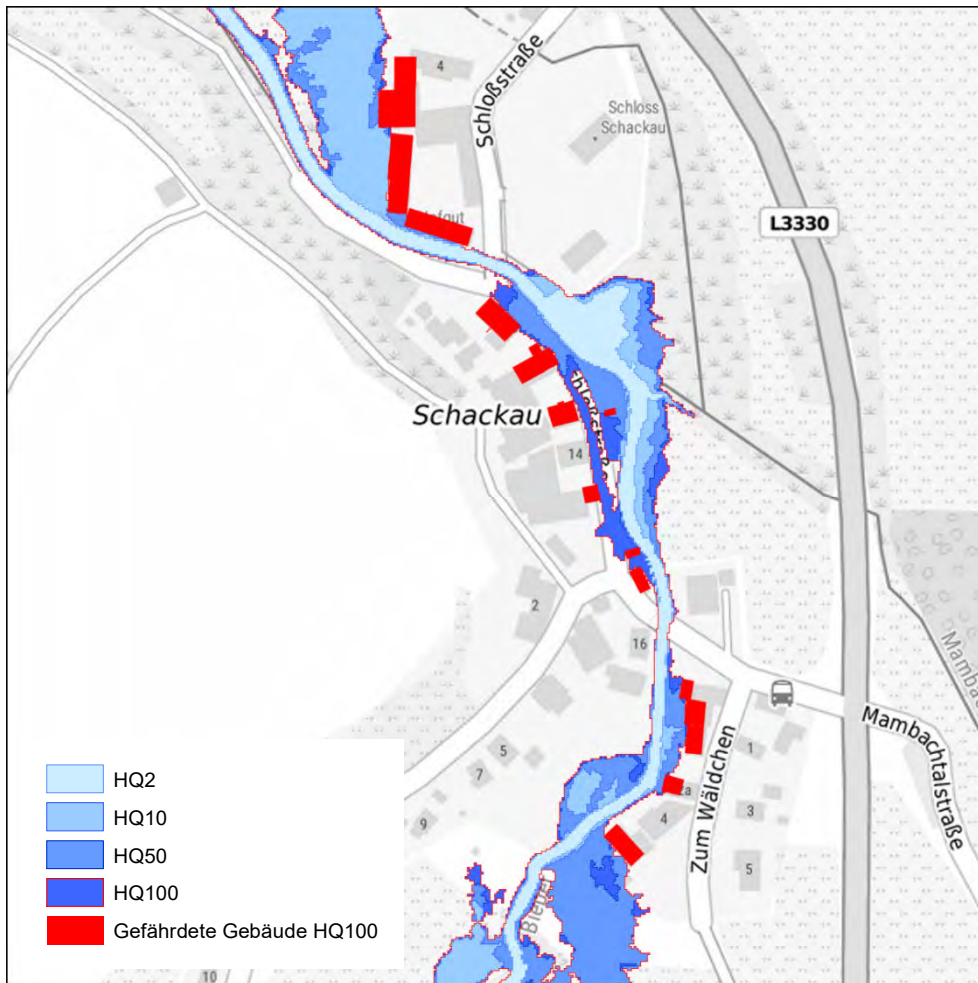 4
Schloßstraße
Schloss
Schackau
L3330
Schackau
14
2
16
Mambachtalstraße
Zum Wäldchen
1
5
7
3
4
9
5
10
HQ2
HQ10
HQ50
HQ100
Gefährdete Gebäude HQ100